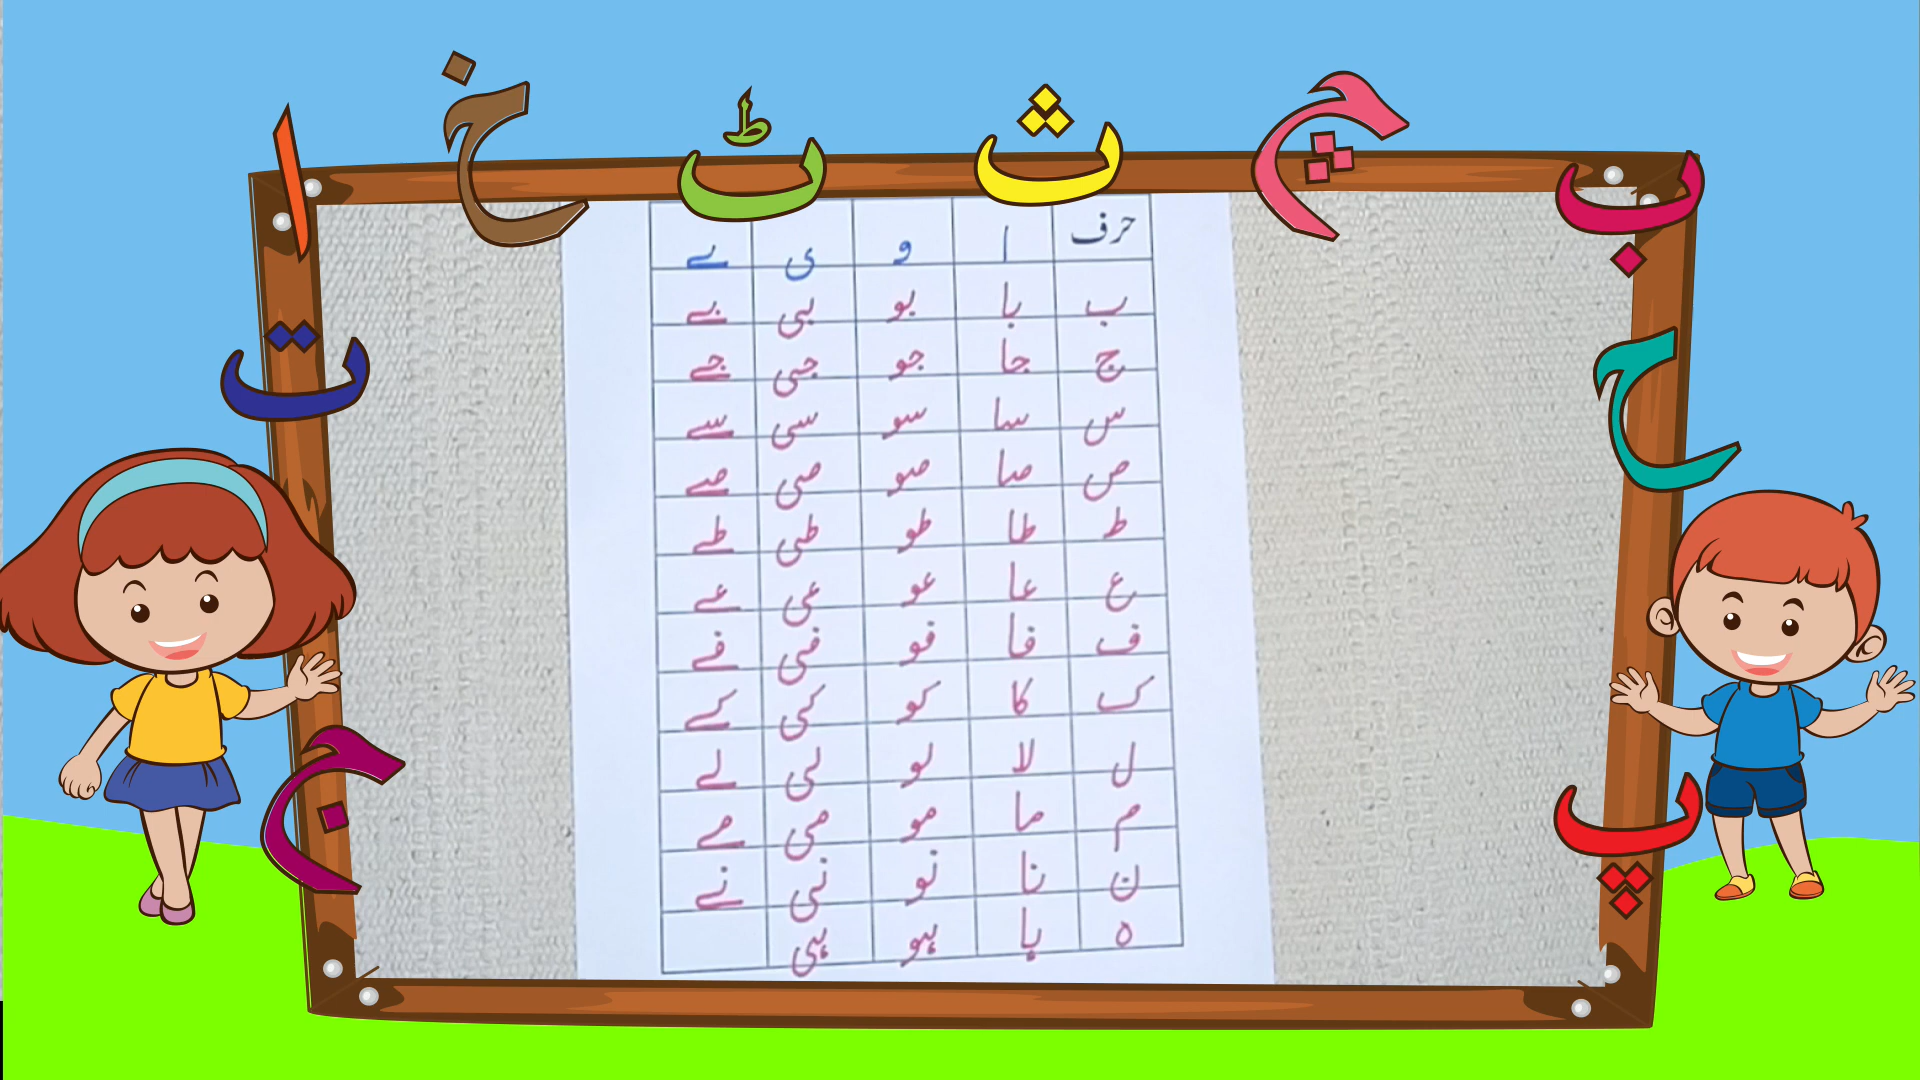 ب چ ث ٹ خ ا
حرف ا و ی ے
ب با بو بی بے
ت
ج جا جو جی جے
ح
س سا سو سی سے
ص صا صو صی صے
ط طا طو طی طے
ع عا عو عی عے
ف فا فو فی فے
ک کا کو کی کے
ل لا لو لی لے
م ما مو می مے
پ
ج
ن نا نو نی نے
ہ ہا ہو ہی